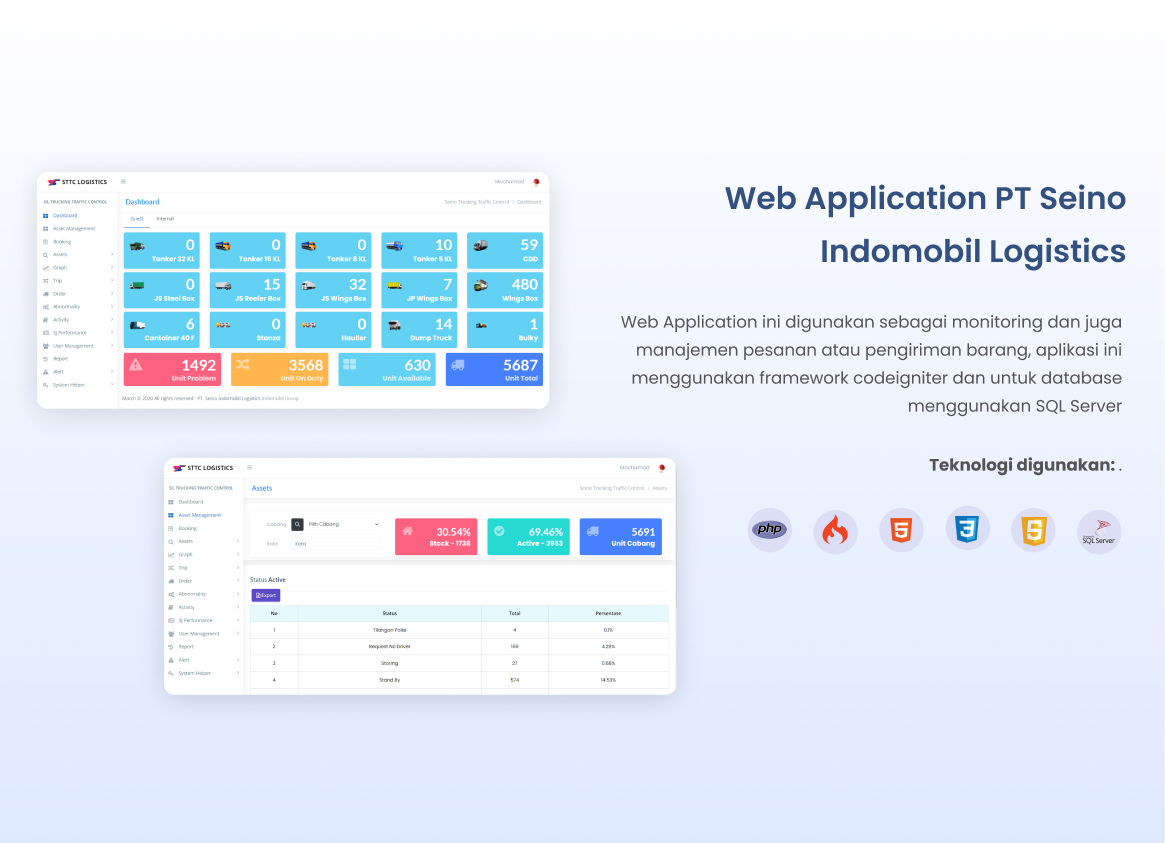 STTC LOGISTICS
Mochamad
SIL TRUCKING TRAFFIC CONTROL
Dashboard
Asset Management
Booking
Assets
Graph
Trip
Order
Abnormality
Activity
SJ Performance
User Management
Report
Alert
System Helper
Dashboard
Seino Trucking Traffic Control Dashboard
Guest Internal
0 0 0 10 59
Tanker 32 KL Tanker 16 KL Tanker 8 KL Tanker 5 KL CDD
0 15 32 7 480
JS Steel Box JS Reefer Box JS Wings Box JP Wings Box Wings Box
6 0 0 14 1
Container 40 F Stanza Haulier Dump Truck Bulky
1492 3568 630 5687
Unit Problem Unit On Duty Unit Available Unit Total
March © 2020 All rights reserved - PT. Seino Indomobil Logistics Indomobil Group
Web Application PT Seino
Indomobil Logistics
Web Application ini digunakan sebagai monitoring dan juga
manajemen pesanan atau pengiriman barang, aplikasi ini
menggunakan framework codeigniter dan untuk database
menggunakan SQL Server
Teknologi digunakan: .
php
5
3
S
SQL Server
STTC LOGISTICS
Mochamad
SIL TRUCKING TRAFFIC CONTROL
Dashboard
Asset Management
Booking
Assets
Graph
Trip
Order
Abnormality
Activity
SJ Performance
User Management
Report
Alert
System Helper
Assets
Seino Trucking Traffic Control Assets
Cabang Pilih Cabang
Kolet Kolet
30.54% 69.46% 5691
Stock - 1738 Active - 3953 Unit Cabang
Status Active
Export
No Status Total Persentase
1 Tilangan Polisi 4 0.1%
2 Request No Driver 169 4.28%
3 Storing 27 0.68%
4 Stand By 574 14.53%